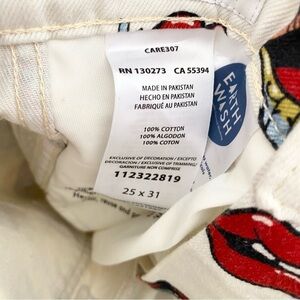 CARE307
RN 130273 CA 55394
MADE IN PAKISTAN
HECHO EN PAKISTAN
FABRIQUÉ AU PAKISTAN
100% COTTON
100% ALGODON
100% COTON
EXCLUSIVE OF DECORATION / EXCEPTO
DECORACIONES / EXCLUSIVE OF TRIMMING/
GARNITURE NON COMPRISE
112322819
25 x 31
EARTH
WASH